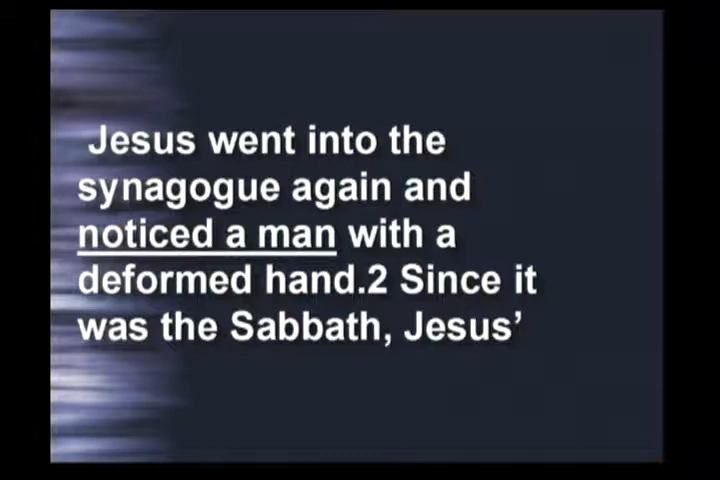 Jesus went into the
synagogue again and
noticed a man with a
deformed hand.2 Since it
was the Sabbath, Jesus’